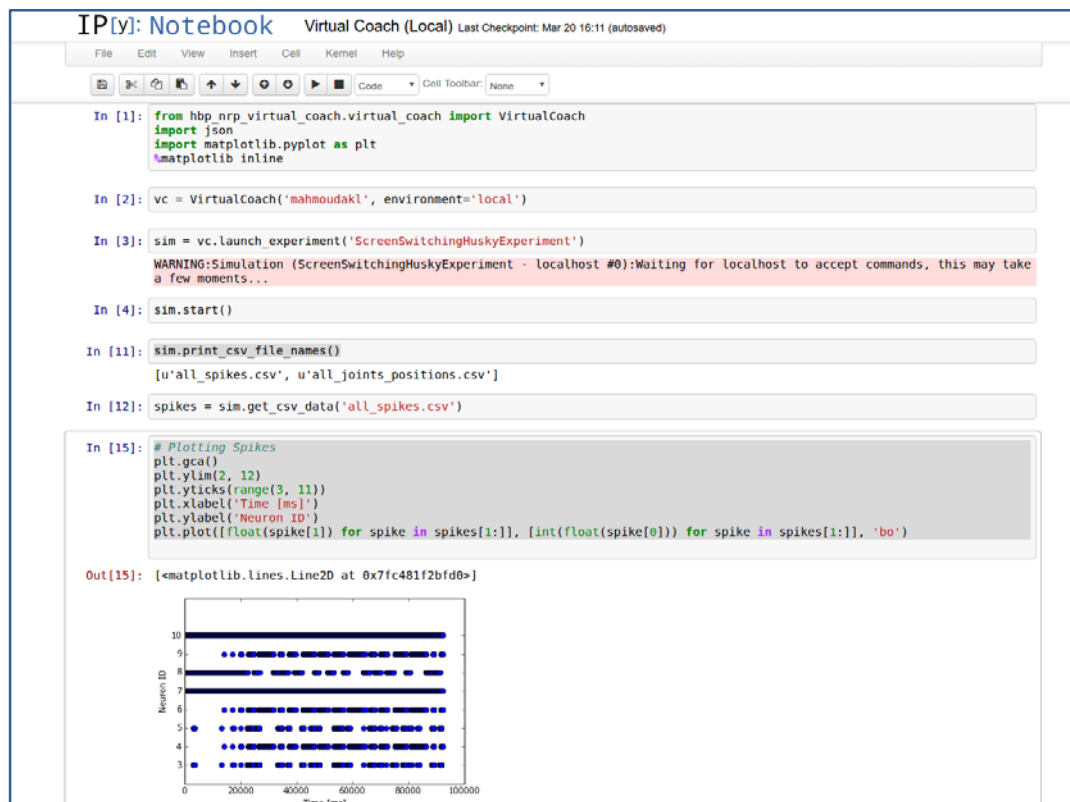 IP[y]: Notebook Virtual Coach (Local) Last Checkpoint: Mar 20 16:11 (autosaved)
File Edit View Insert Cell Kernel Help
Code Cell Toolbar: None
In [1]: from hbp_nrp_virtual_coach.virtual_coach import VirtualCoach
import json
import matplotlib.pyplot as plt
%matplotlib inline
In [2]: vc = VirtualCoach('mahmoudakl', environment='local')
In [3]: sim = vc.launch_experiment('ScreenSwitchingHuskyExperiment')
WARNING:Simulation (ScreenSwitchingHuskyExperiment - localhost #0):Waiting for localhost to accept commands, this may take
a few moments...
In [4]: sim.start()
In [11]: sim.print_csv_file_names()
[u'all_spikes.csv', u'all_joints_positions.csv']
In [12]: spikes = sim.get_csv_data('all_spikes.csv')
In [15]: # Plotting Spikes
plt.gca()
plt.ylim(2, 12)
plt.yticks(range(3, 11))
plt.xlabel('Time [ms]')
plt.ylabel('Neuron ID')
plt.plot([float(spike[1]) for spike in spikes[1:]], [int(float(spike[0])) for spike in spikes[1:]], 'bo')
Out[15]: [<matplotlib.lines.Line2D at 0x7fc481f2bfd0>]
10
9
8
7
6
5
4
3
Neuron ID
0 20000 40000 60000 80000 100000
Time [ms]